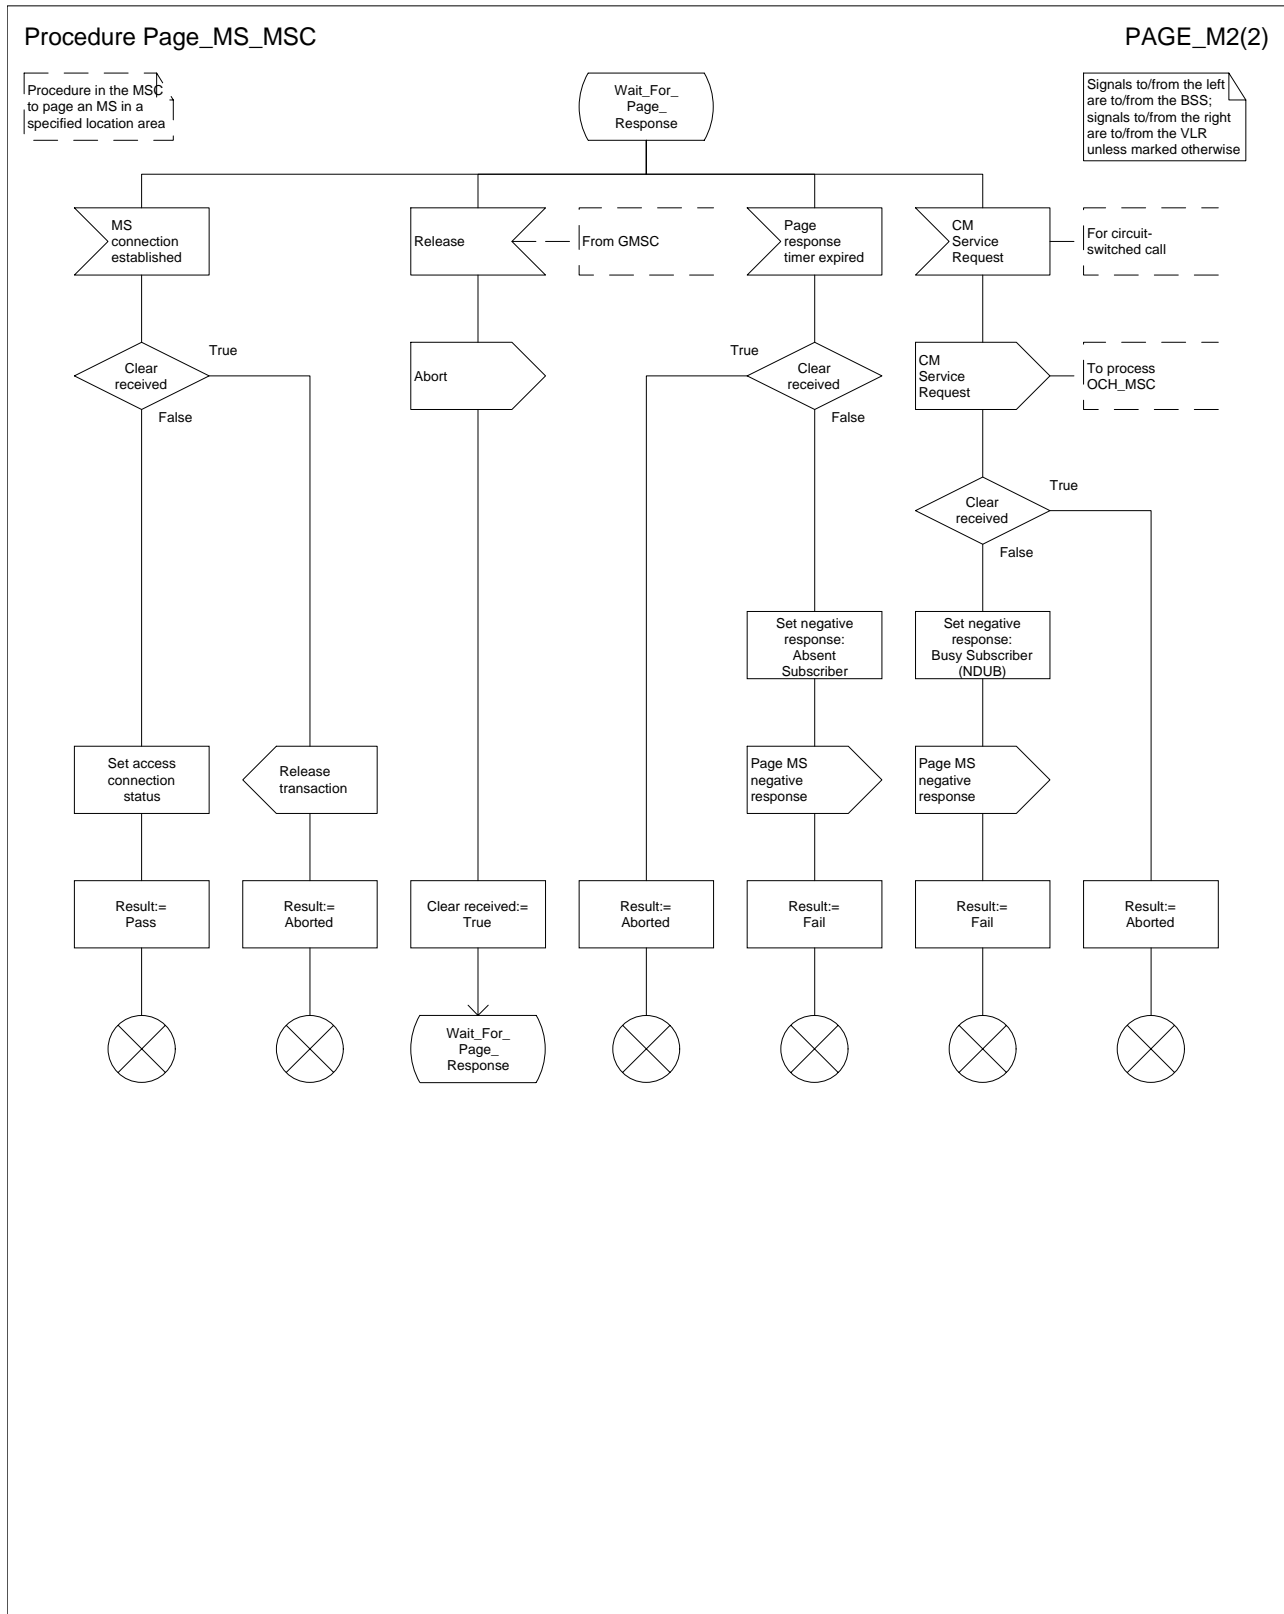 Procedure Page_MS_MSC
PAGE_M2(2)
Procedure in the MSC
to page an MS in a
specified location area
Wait_For_
Page_
Response
Signals to/from the left
are to/from the BSS;
signals to/from the right
are to/from the VLR
unless marked otherwise
MS
connection
established
Release
From GMSC
Page
response
timer expired
CM
Service
Request
For circuit-
switched call
Clear
received
True
False
Abort
True
Clear
received
False
CM
Service
Request
To process
OCH_MSC
Clear
received
True
False
Set negative
response:
Absent
Subscriber
Set negative
response:
Busy Subscriber
(NDUB)
Set access
connection
status
Release
transaction
Page MS
negative
response
Page MS
negative
response
Result:=
Pass
Result:=
Aborted
Clear received:=
True
Result:=
Aborted
Result:=
Fail
Result:=
Fail
Result:=
Aborted
Wait_For_
Page_
Response